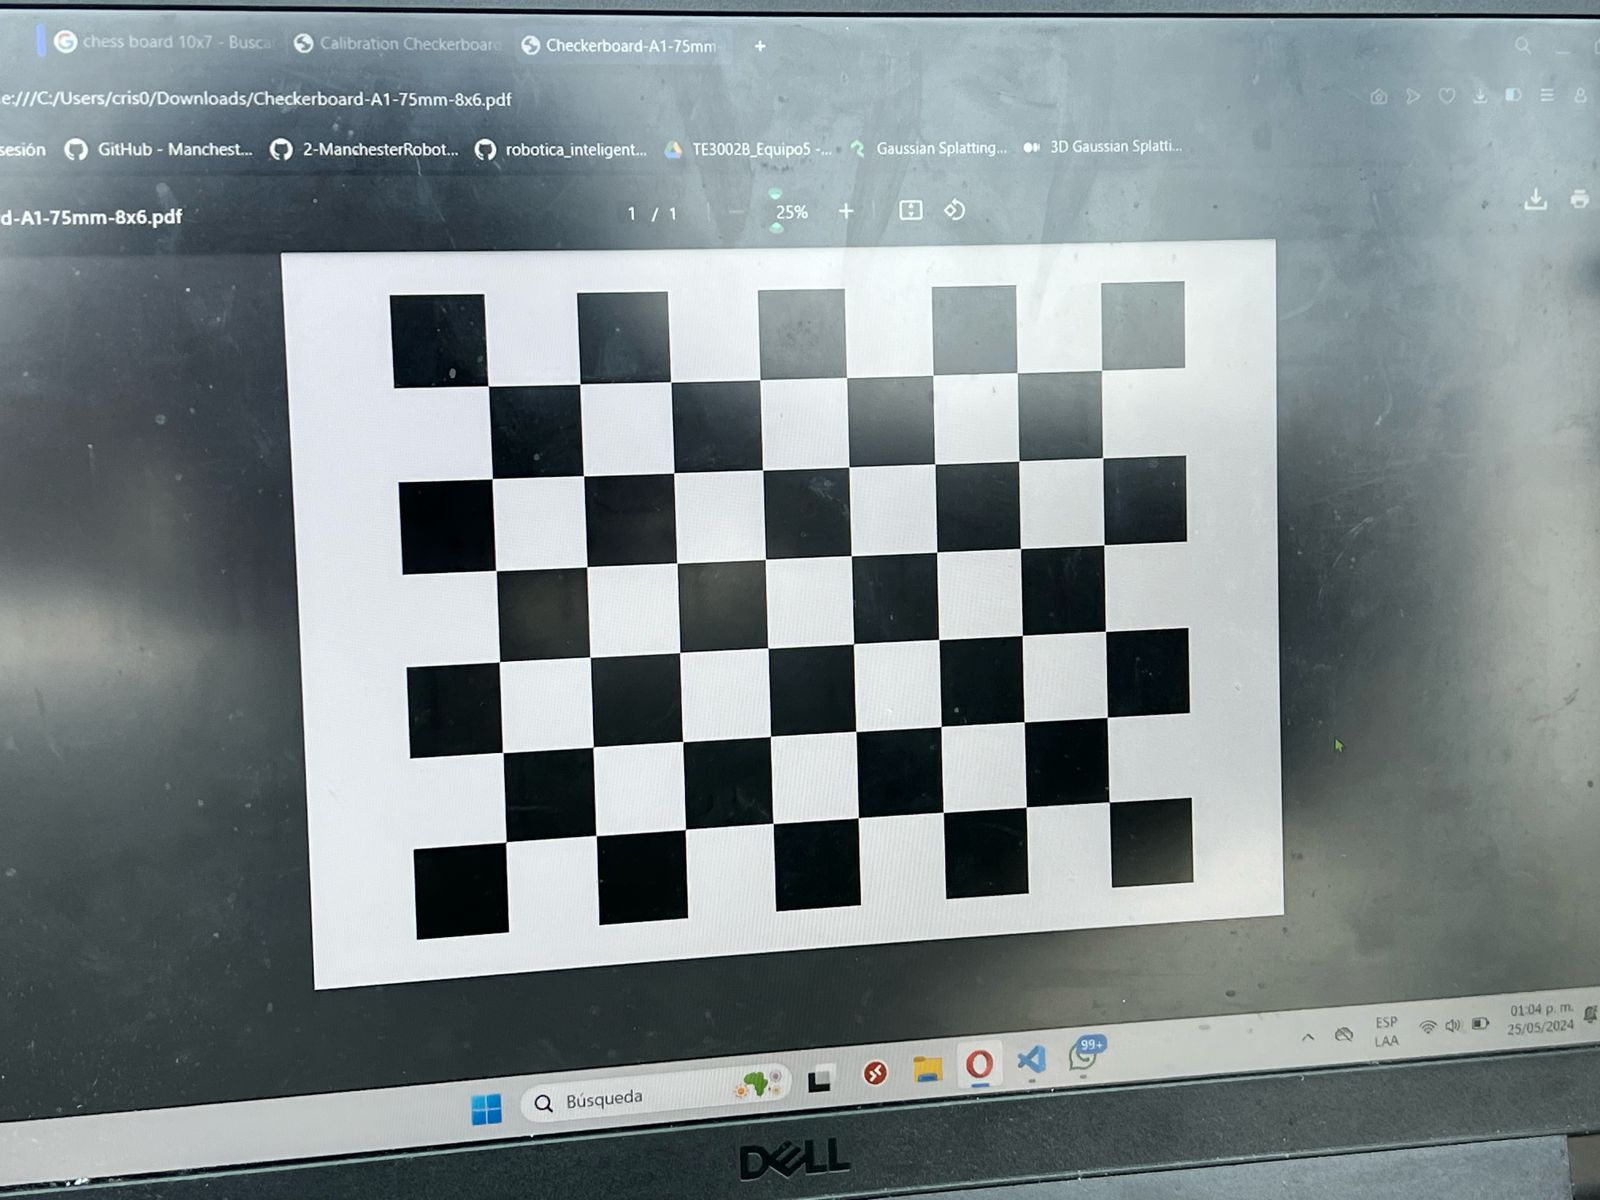 chess board 10x7 - Busca
Calibration Checkerboard
Checkerboard-A1-75mm
e:///C:/Users/cris0/Downloads/Checkerboard-A1-75mm-8x6.pdf
sesión GitHub - Manchest... 2-ManchesterRobot... robotica_inteligent... TE3002B_Equipo5 -... Gaussian Splatting... 3D Gaussian Splatti...
d-A1-75mm-8x6.pdf 1 / 1 25%
99+
Búsqueda
ESP
LAA
01:04 p. m.
25/05/2024
DELL